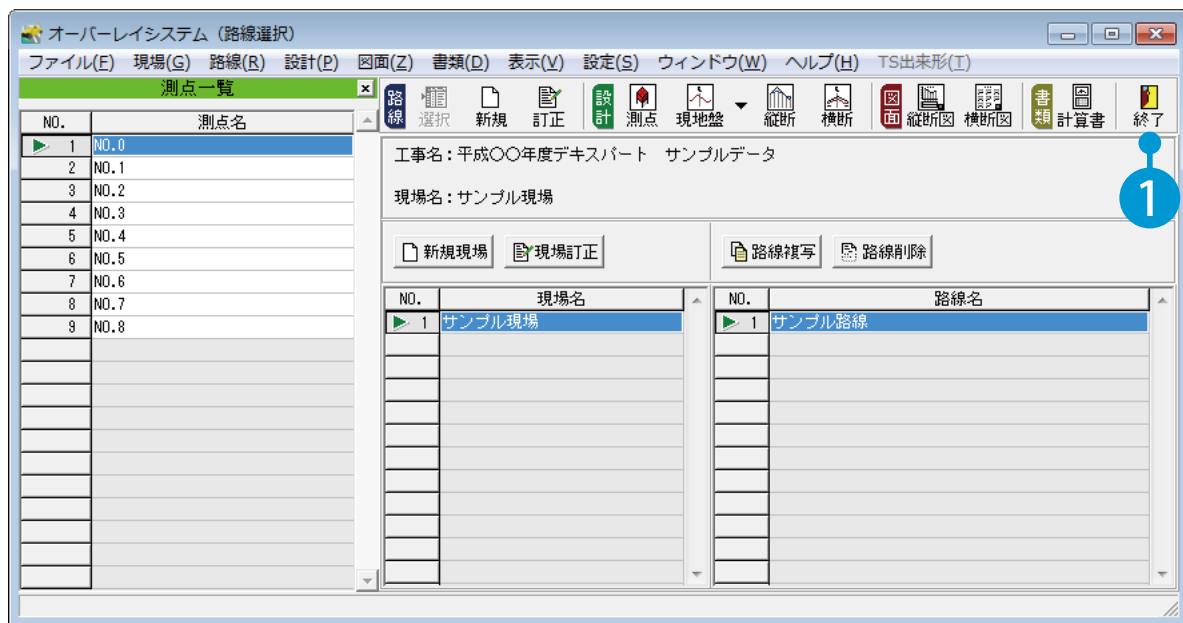 オーバーレイシステム（路線選択）
ファイル(F) 現場(G) 路線(R) 設計(P) 図面(Z) 書類(D) 表示(V) 設定(S) ウィンドウ(W) ヘルプ(H) TS出来形(T)
測点一覧
路線 選択 新規 訂正 設計 測点 現地盤 縦断 横断 図面 縦断図 横断図 書類 計算書 終了
1
NO. 測点名
1 NO.0
2 NO.1
3 NO.2
4 NO.3
5 NO.4
6 NO.5
7 NO.6
8 NO.7
9 NO.8
工事名：平成〇〇年度デキスパート サンプルデータ
現場名：サンプル現場
新規現場 現場訂正 路線複写 路線削除
NO. 現場名
1 サンプル現場
NO. 路線名
1 サンプル路線